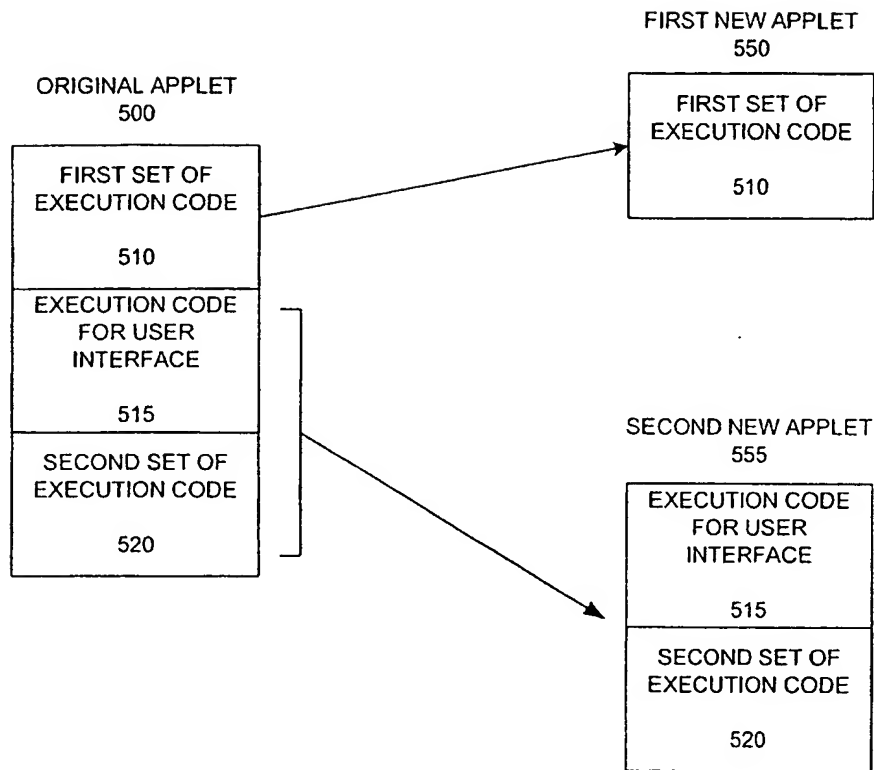 ORIGINAL APPLET
500
FIRST SET OF
EXECUTION CODE
510
EXECUTION CODE
FOR USER
INTERFACE
515
SECOND SET OF
EXECUTION CODE
520
FIRST NEW APPLET
550
FIRST SET OF
EXECUTION CODE
510
SECOND NEW APPLET
555
EXECUTION CODE
FOR USER
INTERFACE
515
SECOND SET OF
EXECUTION CODE
520